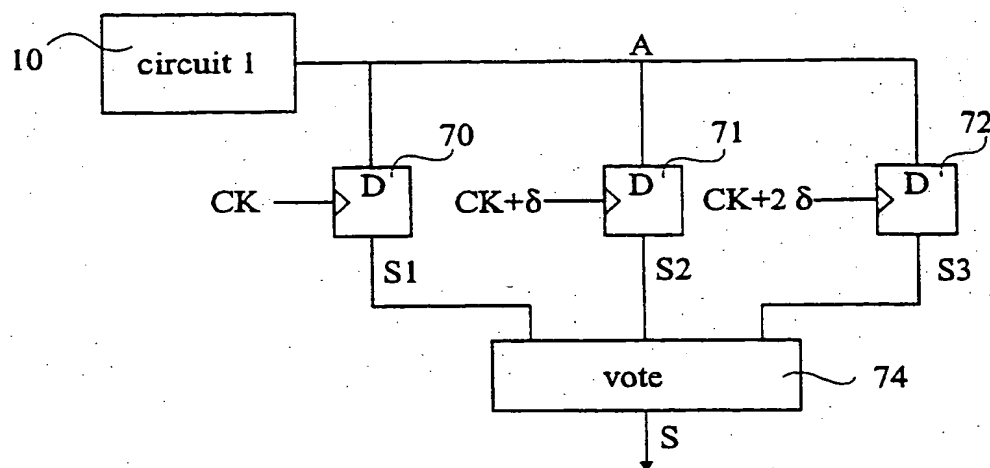 A
10 circuit 1
70 71 72
D D D
CK CK+δ CK+2 δ
S1 S2 S3
vote 74
S